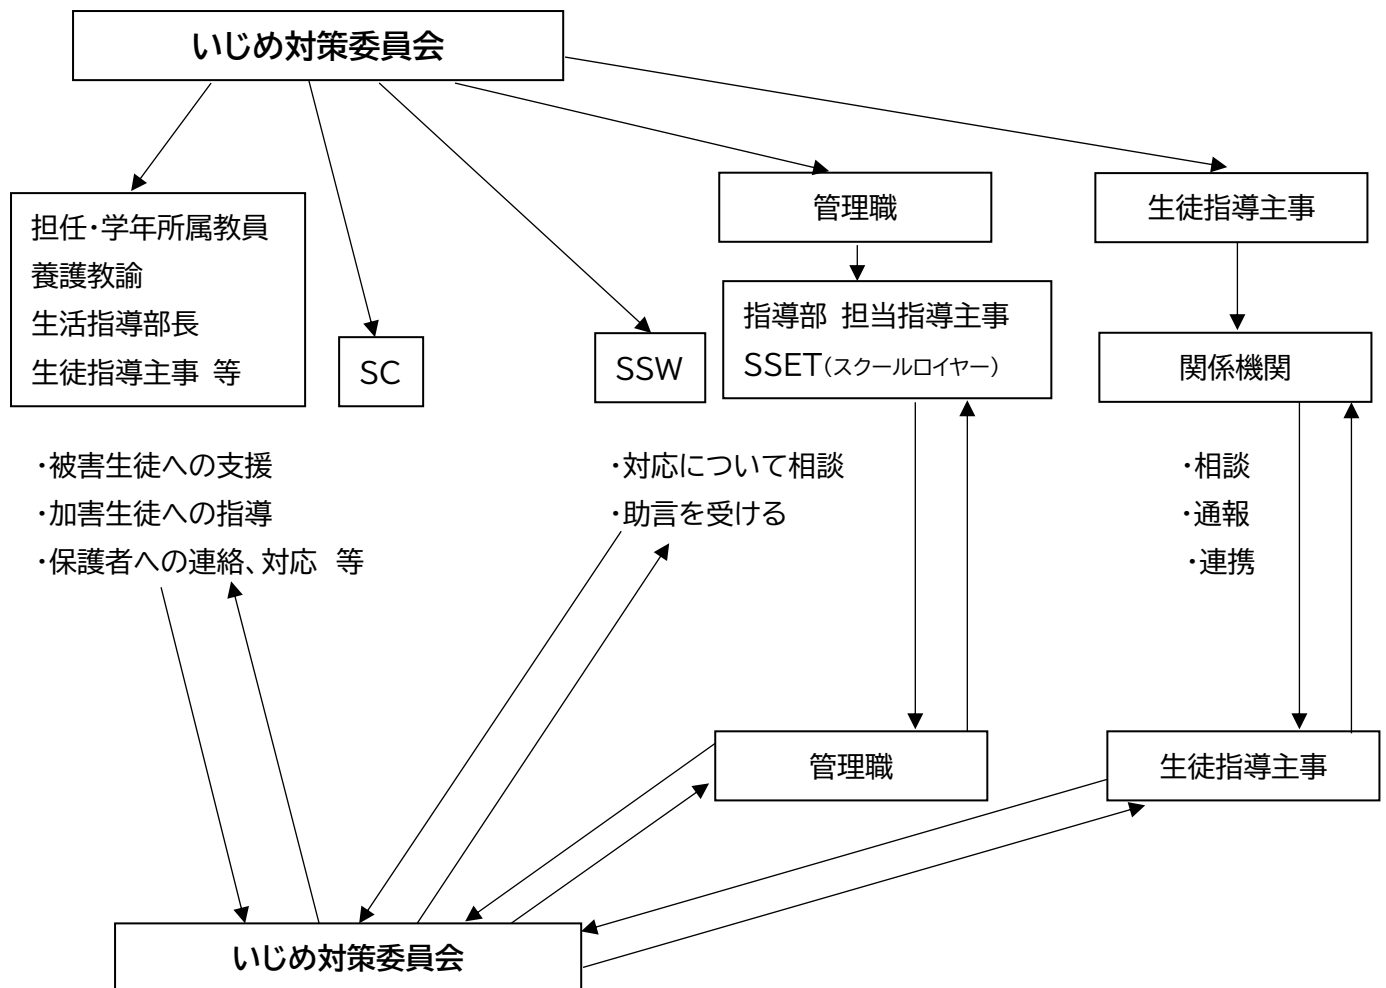 いじめ対策委員会
管理職
生徒指導主事
担任・学年所属教員
養護教諭
生活指導部長
生徒指導主事 等
SC
SSW
指導部 担当指導主事
SSET(スクールロイヤー)
関係機関
・被害生徒への支援
・加害生徒への指導
・保護者への連絡、対応 等
・対応について相談
・助言を受ける
・相談
・通報
・連携
管理職
生徒指導主事
いじめ対策委員会